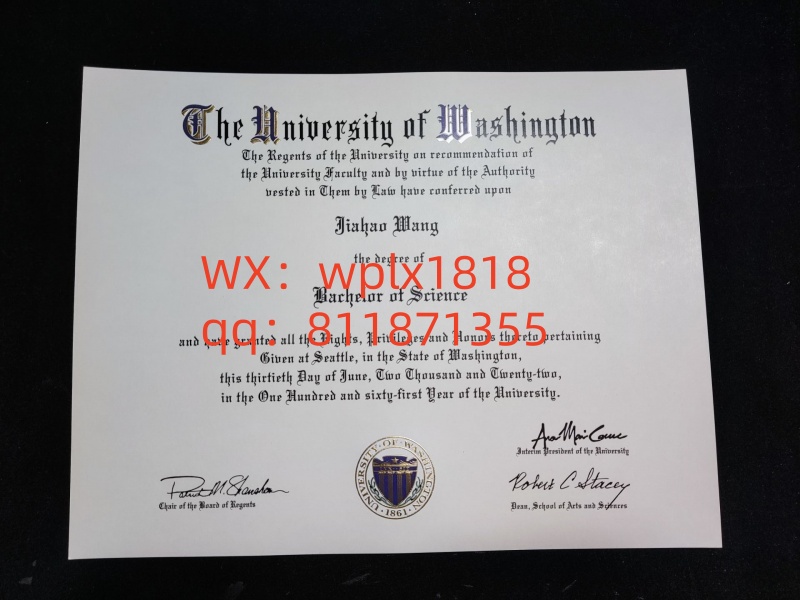 The University of Washington
The Regents of the University on recommendation of
the University Faculty and by virtue of the Authority
vested in Them by Law have conferred upon
Jiahao Wang
the degree of
WX：wplx1818
Bachelor of Science
qq：811871355
and have granted all the Rights, Privileges and Honors thereto pertaining
Given at Seattle, in the State of Washington,
this thirtieth Day of June, Two Thousand and Twenty-two,
in the One Hundred and sixty-first Year of the University.
Interim President of the University
UNIVERSITY·OF·WASHINGTON
·1861·
Robert C Stacey
Chair of the Board of Regents
Dean, School of Arts and Sciences